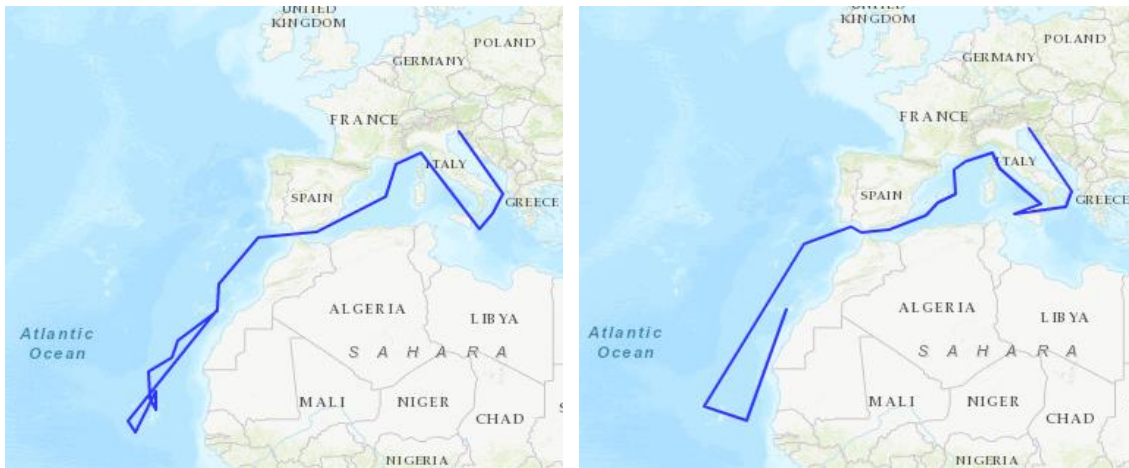 UNITED
KINGDOM
POLAND
GERMANY
FRANCE
ITALY
SPAIN
GREECE
ALGERIA
LIBYA
Atlantic
Ocean
S A H A R A
MALI
NIGER
CHAD
NIGERIA
UNITED
KINGDOM
POLAND
GERMANY
FRANCE
ITALY
SPAIN
GREECE
ALGERIA
LIBYA
Atlantic
Ocean
S A H A R A
MALI
NIGER
CHAD
NIGERIA